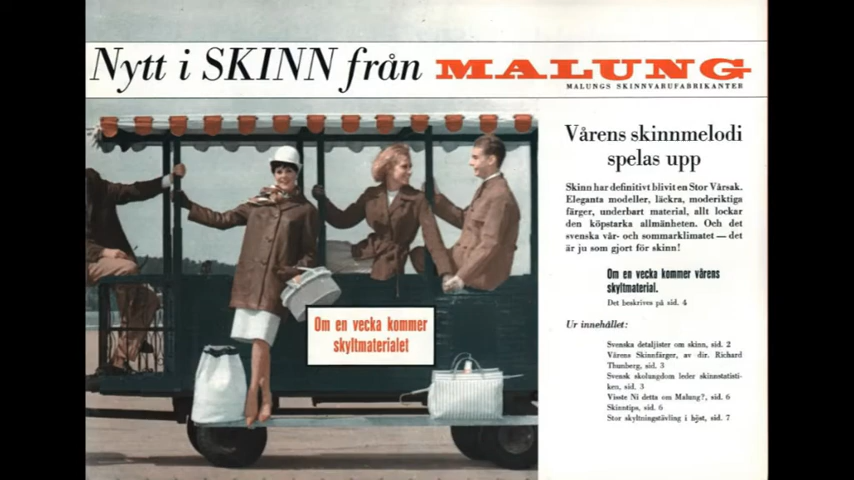 Nytt i SKINN från MALUNG
MALUNGS SKINNVARUFABRIKANTER
Vårens skinnmelodi
spelas upp
Skinn har definitivt blivit en Stor Vårsak.
Eleganta modeller, läckra, moderiktiga
färger, underbart material, allt lockar
den köpstarka allmänheten. Och det
svenska vår- och sommarklimatet — det
är ju som gjort för skinn!
Om en vecka kommer vårens
skyltmaterial.
Det beskrives på sid. 4
Ur innehållet:
Svenska detaljister om skinn, sid. 2
Vårens Skinnfärger, av dir. Richard
Thunberg, sid. 3
Svensk skolungdom leder skinnstatisti-
ken, sid. 3
Visste Ni detta om Malung?, sid. 6
Skinntips, sid. 6
Stor skyltningstävling i höst, sid. 7
Om en vecka kommer
skyltmaterialet